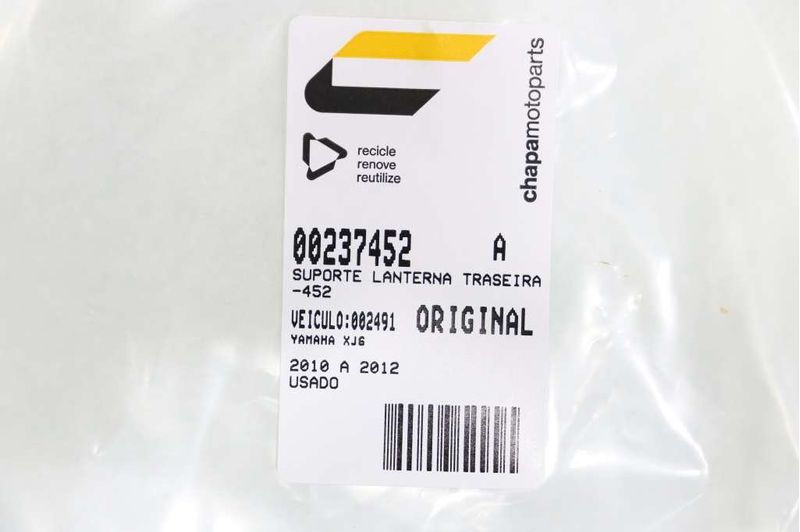 chapamotoparts
recicle
renove
reutilize
00237452 A
SUPORTE LANTERNA TRASEIRA
-452
VEICULO:002491 ORIGINAL
YAMAHA XJ6
2010 A 2012
USADO